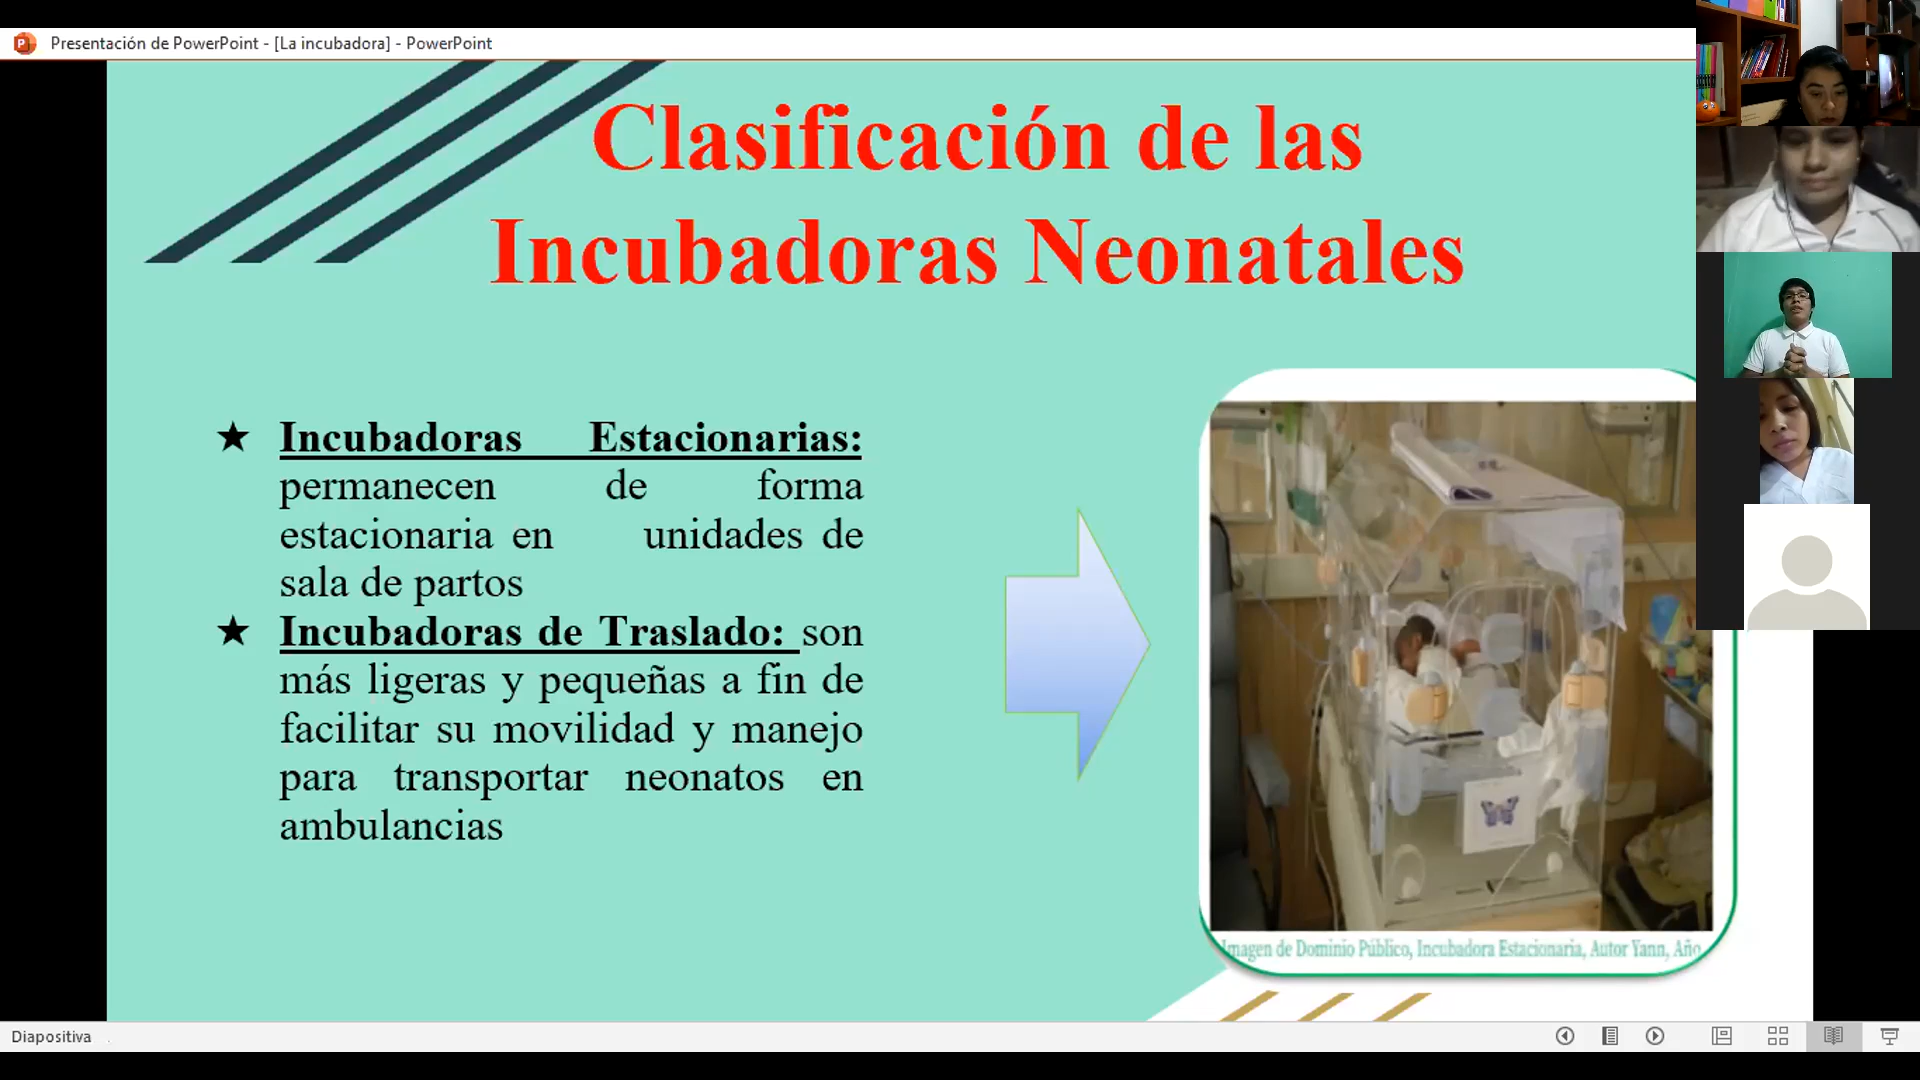 Presentación de PowerPoint - [La incubadora] - PowerPoint
Clasificación de las
Incubadoras Neonatales
★ Incubadoras Estacionarias:
permanecen de forma
estacionaria en unidades de
sala de partos
★ Incubadoras de Traslado: son
más ligeras y pequeñas a fin de
facilitar su movilidad y manejo
para transportar neonatos en
ambulancias
Imagen de Dominio Público, Incubadora Estacionaria, Autor Yann, Año
Diapositiva